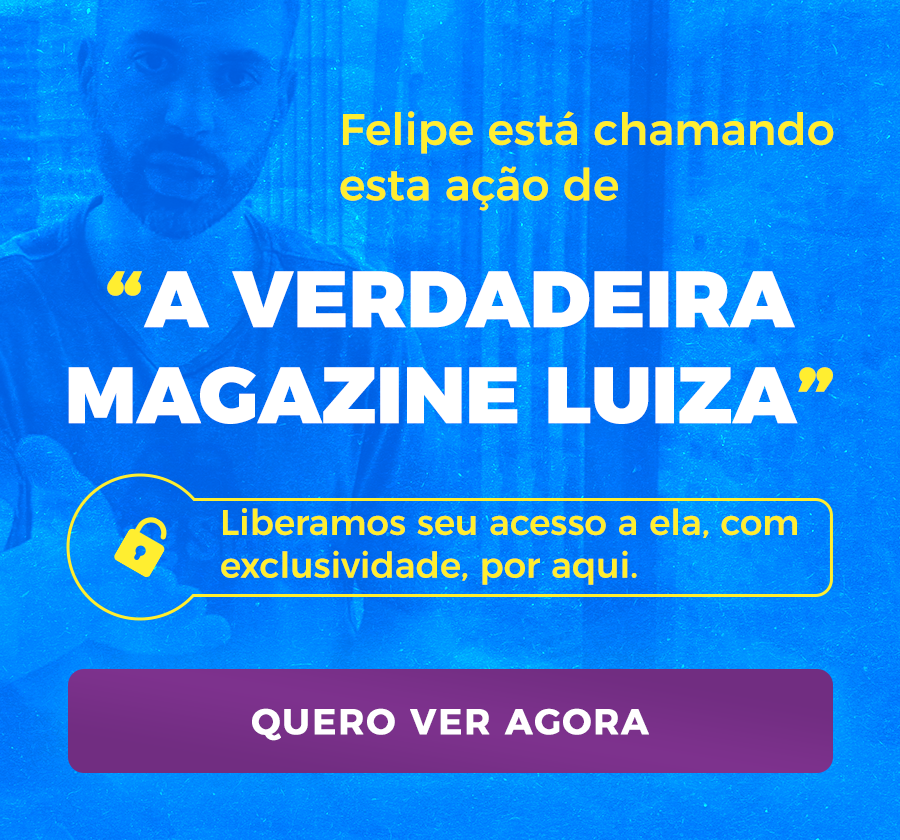 Felipe está chamando
esta ação de
“A VERDADEIRA
MAGAZINE LUIZA”
Liberamos seu acesso a ela, com
exclusividade, por aqui.
QUERO VER AGORA